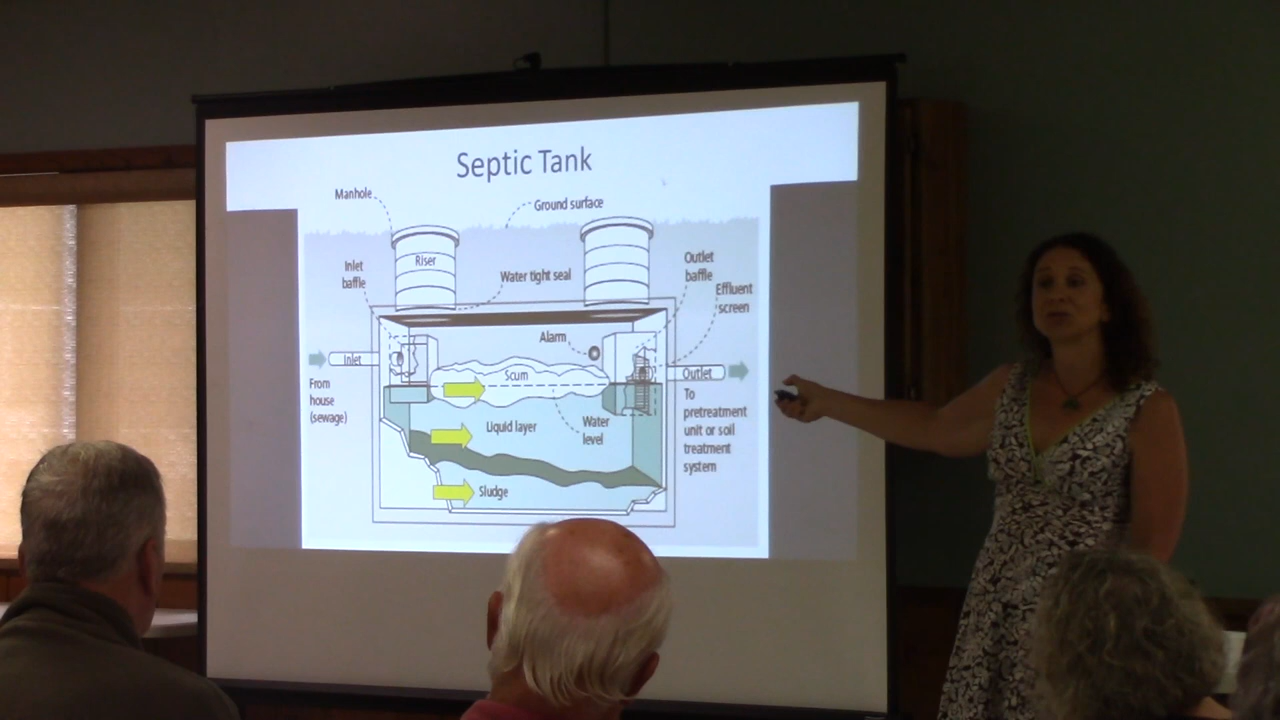 Septic Tank
Manhole
Ground surface
Riser
Inlet
baffle
Water tight seal
Outlet
baffle
Effluent
screen
Alarm
Inlet
Scum
Outlet
From
house
(sewage)
To
pretreatment
unit or soil
treatment
system
Liquid layer
Water
level
Sludge